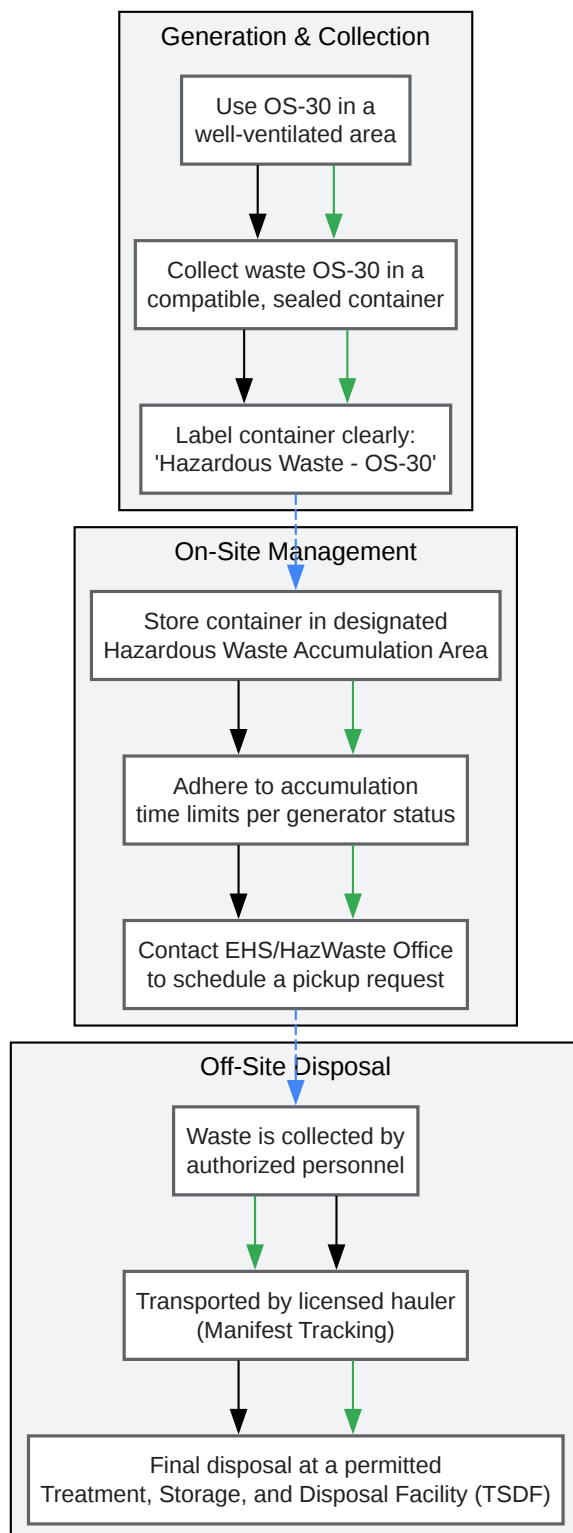 Generation & Collection
Use OS-30 in a
well-ventilated area
Collect waste OS-30 in a
compatible, sealed container
Label container clearly:
'Hazardous Waste - OS-30'
On-Site Management
Store container in designated
Hazardous Waste Accumulation Area
Adhere to accumulation
time limits per generator status
Contact EHS/HazWaste Office
to schedule a pickup request
Off-Site Disposal
Waste is collected by
authorized personnel
Transported by licensed hauler
(Manifest Tracking)
Final disposal at a permitted
Treatment, Storage, and Disposal Facility (TSDF)